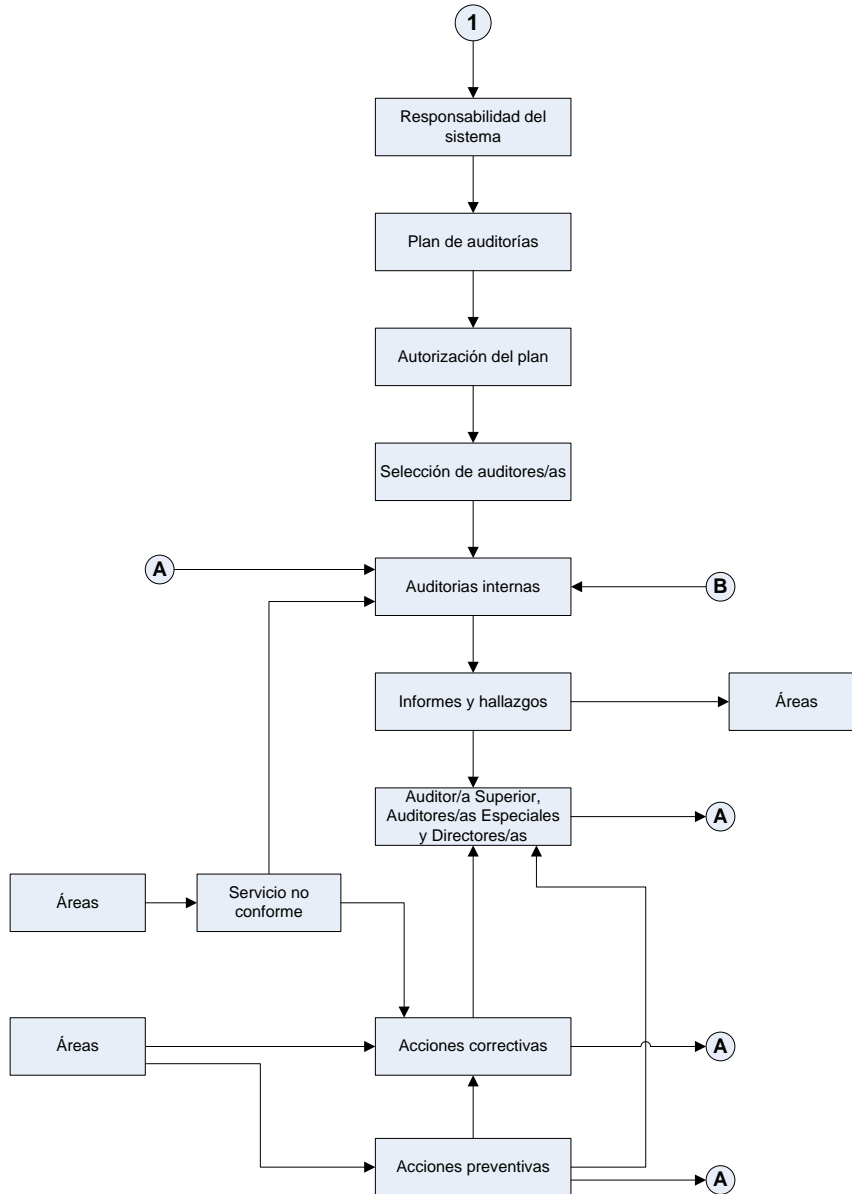 1
Responsabilidad del
sistema
Plan de auditorías
Autorización del plan
Selección de auditores/as
A
Auditorias internas
B
Informes y hallazgos
Áreas
Auditor/a Superior,
Auditores/as Especiales
y Directores/as
A
Áreas
Servicio no
conforme
Áreas
Acciones correctivas
A
Acciones preventivas
A